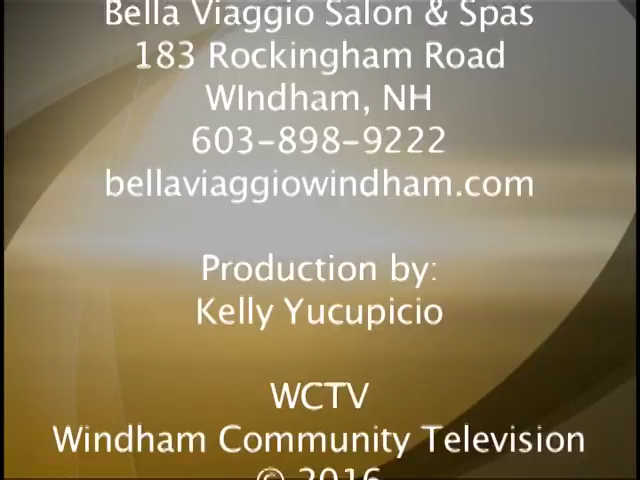 Bella Viaggio Salon & Spas
183 Rockingham Road
WIndham, NH
603-898-9222
bellaviaggiowindham.com
Production by:
Kelly Yucupicio
WCTV
Windham Community Television
© 2016